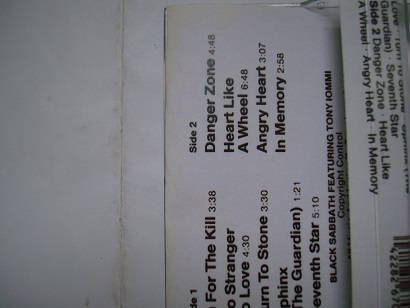 Side 2
Danger Zone 4:48
Heart Like
A Wheel 6:48
Angry Heart 3:07
In Memory 2:58
e 1
For The Kill 3:38
o Stranger
o Love 4:30
urn To Stone 3:30
phinx
The Guardian) 1:21
eventh Star 5.10
BLACK SABBATH FEATURING TONY IOMMI
Copyright Control
Guardian) · Seventh Star
Side 2 Danger Zone · Heart Like
A Wheel · Angry Heart · In Memory
42282